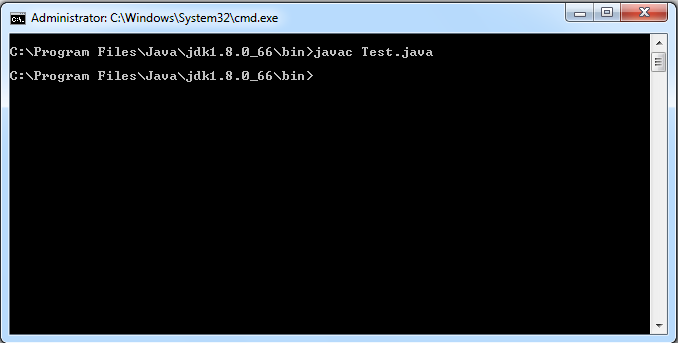 Administrator: C:\Windows\System32\cmd.exe
C:\Program Files\Java\jdk1.8.0_66\bin>javac Test.java
C:\Program Files\Java\jdk1.8.0_66\bin>